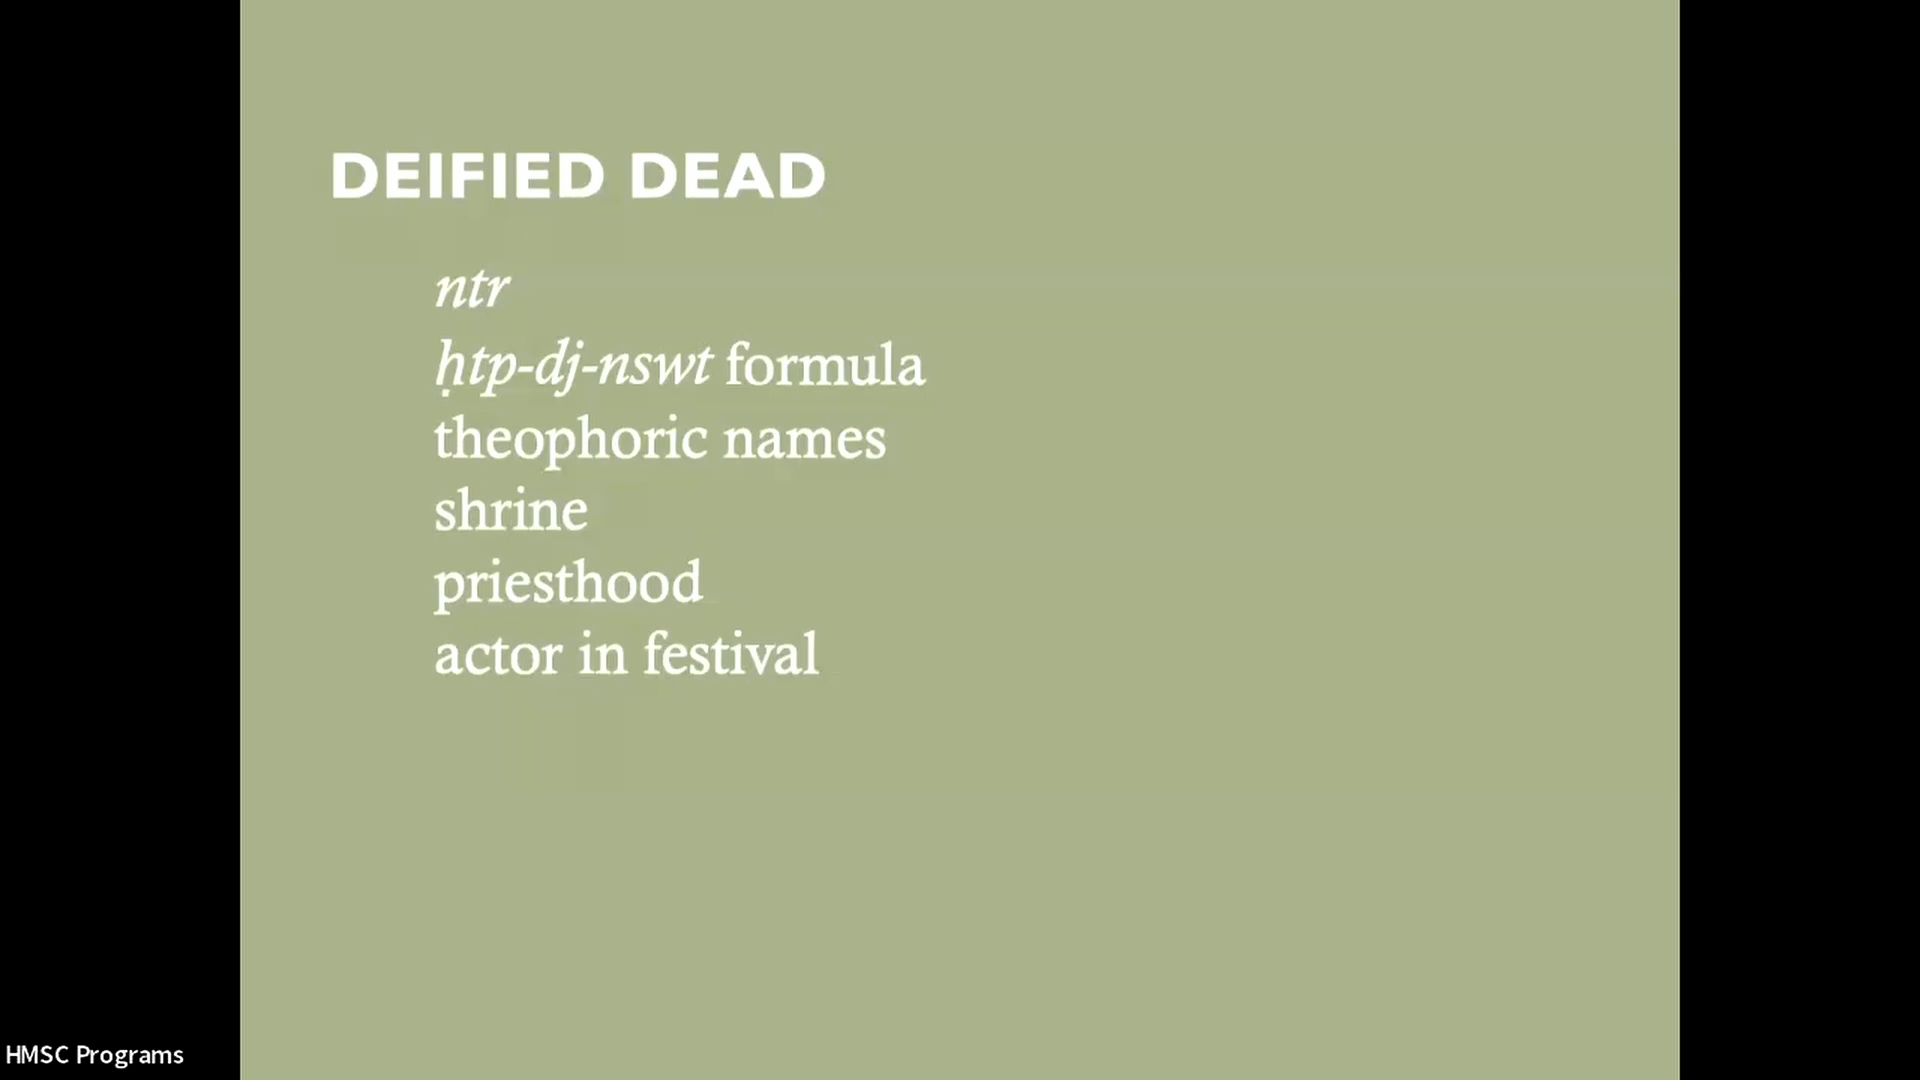 DEIFIED DEAD
ntr
ḥtp-dj-nswt formula
theophoric names
shrine
priesthood
actor in festival
HMSC Programs